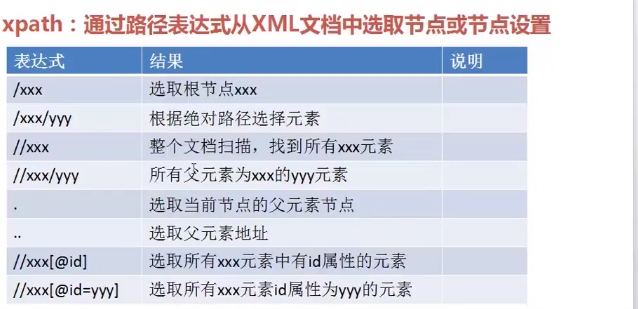 xpath：通过路径表达式从XML文档中选取节点或节点设置
表达式 结果 说明
/xxx 选取根节点xxx
/xxx/yyy 根据绝对路径选择元素
//xxx 整个文档扫描，找到所有xxx元素
//xxx/yyy 所有父元素为xxx的yyy元素
. 选取当前节点的父元素节点
.. 选取父元素地址
//xxx[@id] 选取所有xxx元素中有id属性的元素
//xxx[@id=yyy] 选取所有xxx元素id属性为yyy的元素